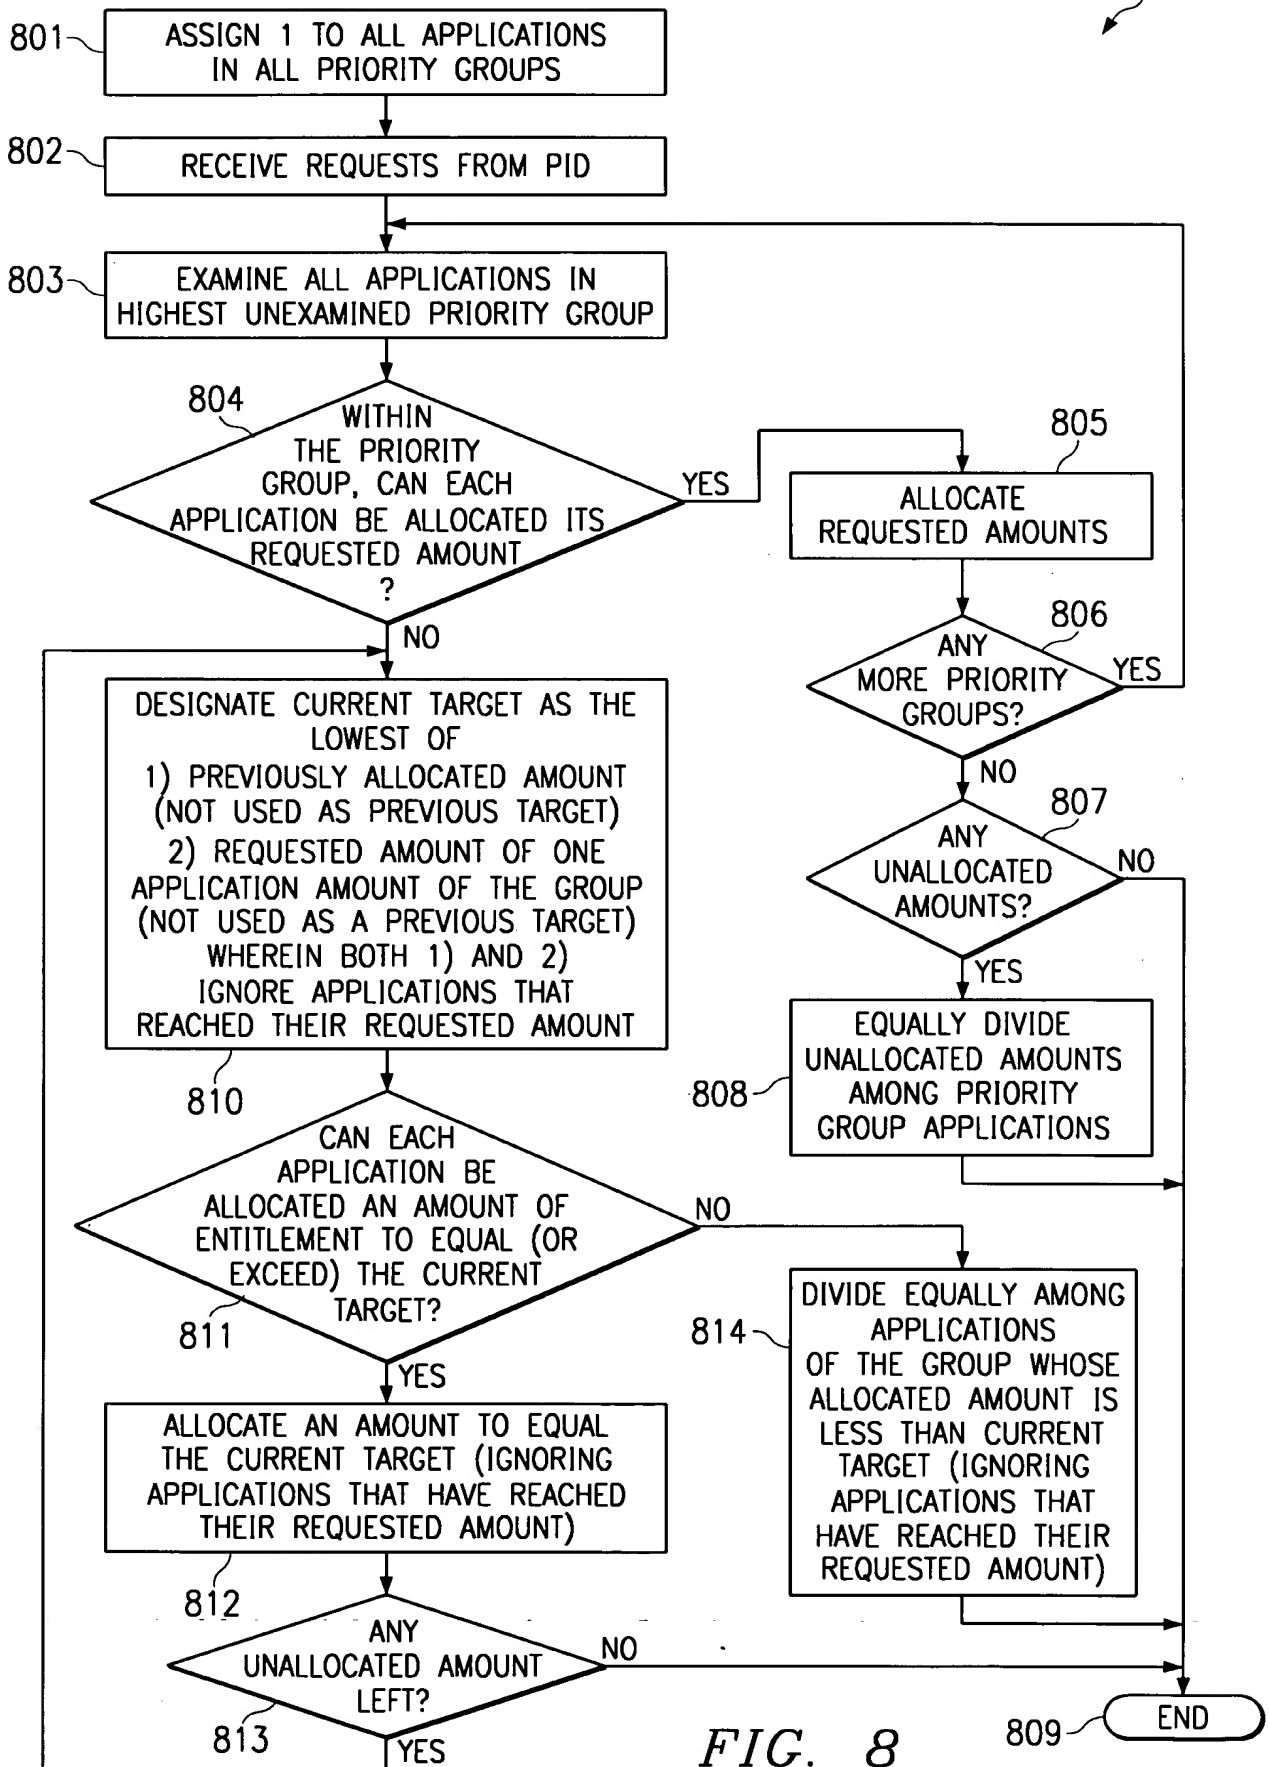 801
ASSIGN 1 TO ALL APPLICATIONS
IN ALL PRIORITY GROUPS
802
RECEIVE REQUESTS FROM PID
803
EXAMINE ALL APPLICATIONS IN
HIGHEST UNEXAMINED PRIORITY GROUP
804
WITHIN
THE PRIORITY
GROUP, CAN EACH
APPLICATION BE ALLOCATED ITS
REQUESTED AMOUNT
?
YES
NO
805
ALLOCATE
REQUESTED AMOUNTS
806
ANY
MORE PRIORITY
GROUPS?
YES
NO
807
ANY
UNALLOCATED
AMOUNTS?
NO
YES
808
EQUALLY DIVIDE
UNALLOCATED AMOUNTS
AMONG PRIORITY
GROUP APPLICATIONS
DESIGNATE CURRENT TARGET AS THE
LOWEST OF
1) PREVIOUSLY ALLOCATED AMOUNT
(NOT USED AS PREVIOUS TARGET)
2) REQUESTED AMOUNT OF ONE
APPLICATION AMOUNT OF THE GROUP
(NOT USED AS A PREVIOUS TARGET)
WHEREIN BOTH 1) AND 2)
IGNORE APPLICATIONS THAT
REACHED THEIR REQUESTED AMOUNT
810
CAN EACH
APPLICATION BE
ALLOCATED AN AMOUNT OF
ENTITLEMENT TO EQUAL (OR
EXCEED) THE CURRENT
TARGET?
811
NO
YES
814
DIVIDE EQUALLY AMONG
APPLICATIONS
OF THE GROUP WHOSE
ALLOCATED AMOUNT IS
LESS THAN CURRENT
TARGET (IGNORING
APPLICATIONS THAT
HAVE REACHED THEIR
REQUESTED AMOUNT)
ALLOCATE AN AMOUNT TO EQUAL
THE CURRENT TARGET (IGNORING
APPLICATIONS THAT HAVE REACHED
THEIR REQUESTED AMOUNT)
812
ANY
UNALLOCATED AMOUNT
LEFT?
813
NO
YES
809
END
FIG. 8